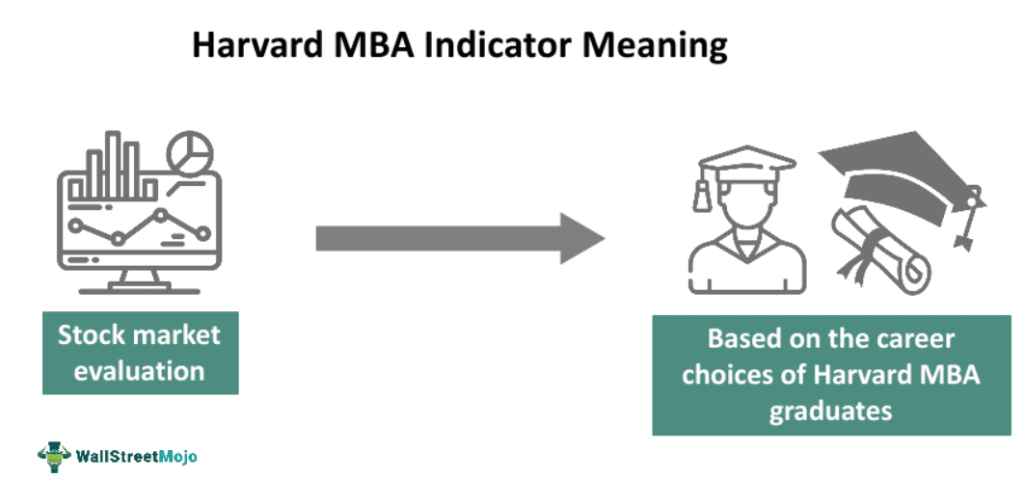 Harvard MBA Indicator Meaning
Stock market
evaluation
Based on the career
choices of Harvard MBA
graduates
WallStreetMojo